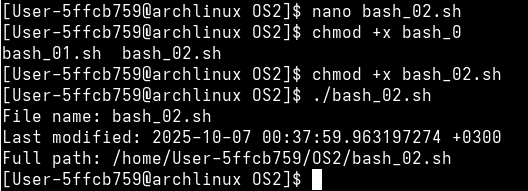 [User-5ffcb759@archlinux OS2]$ nano bash_02.sh
[User-5ffcb759@archlinux OS2]$ chmod +x bash_0
bash_01.sh  bash_02.sh
[User-5ffcb759@archlinux OS2]$ chmod +x bash_02.sh
[User-5ffcb759@archlinux OS2]$ ./bash_02.sh
File name: bash_02.sh
Last modified: 2025-10-07 00:37:59.963197274 +0300
Full path: /home/User-5ffcb759/OS2/bash_02.sh
[User-5ffcb759@archlinux OS2]$